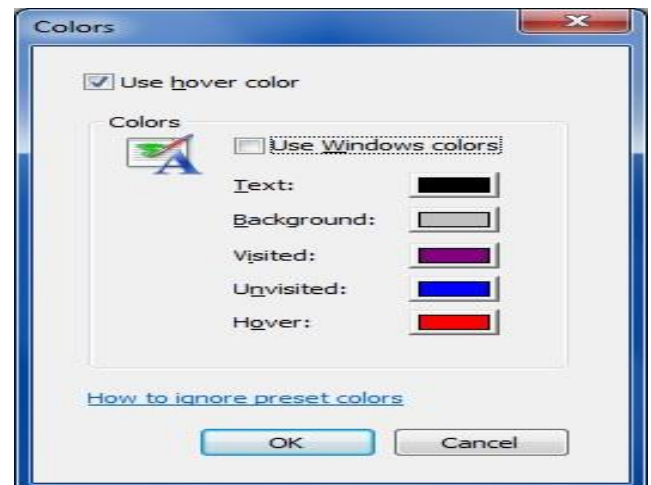 Colors
Use hover color
Colors
Use Windows colors
Text:
Background:
Visited:
Unvisited:
Hover:
How to ignore preset colors
OK Cancel